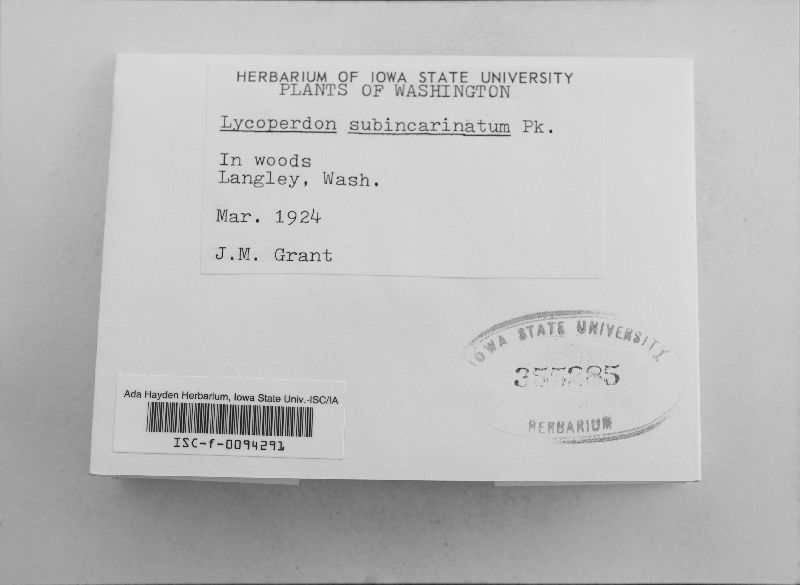 HERBARIUM OF IOWA STATE UNIVERSITY
PLANTS OF WASHINGTON
Lycoperdon subincarinatum Pk.
In woods
Langley, Wash.
Mar. 1924
J.M. Grant
IOWA STATE UNIVERSITY
HERBARIUM
Ada Hayden Herbarium, Iowa State Univ.-ISC/IA
ISC-f-0094291